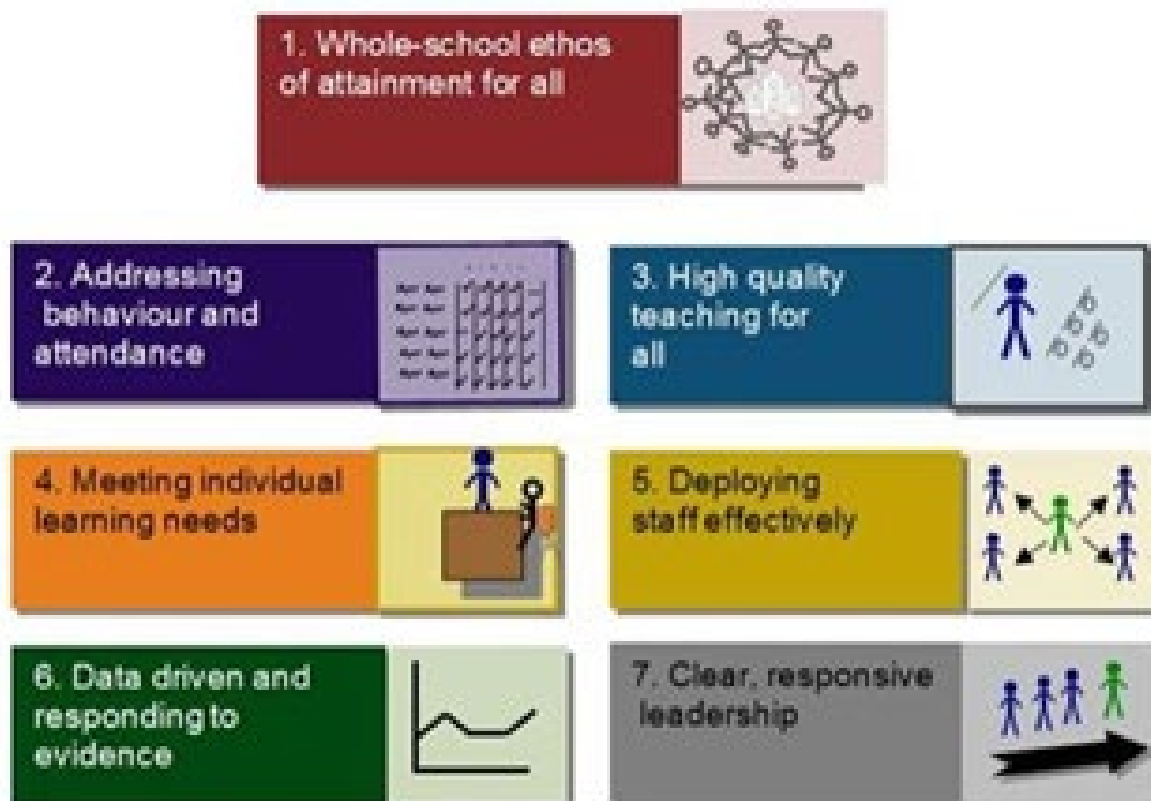 1. Whole-school ethos
of attainment for all
2. Addressing
behaviour and
attendance
3. High quality
teaching for
all
4. Meeting individual
learning needs
5. Deploying
staff effectively
6. Data driven and
responding to
evidence
7. Clear, responsive
leadership